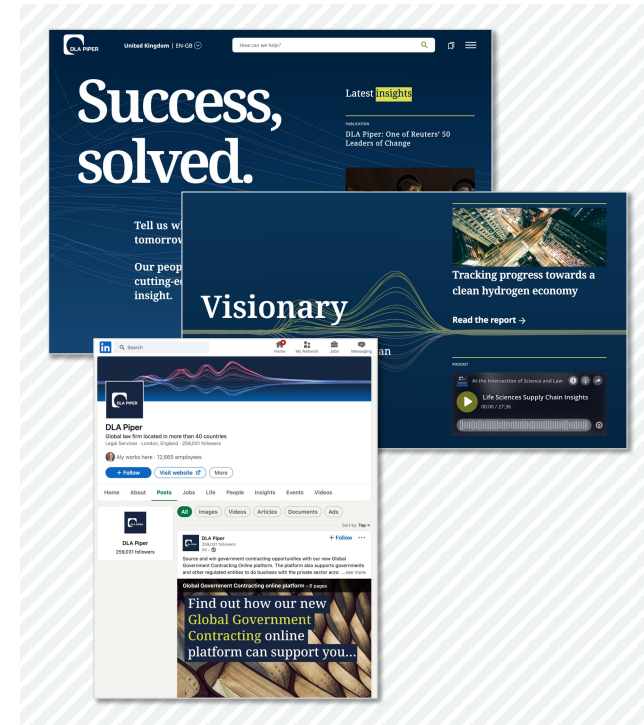 DLA PIPER
United Kingdom | EN-GB
How can we help?
Success,
solved.
Latest Insights
PUBLICATION
DLA Piper: One of Reuters' 50
Leaders of Change
Tell us w
tomorrow
Our peop
cutting-e
insight.
Visionary
an
Tracking progress towards a
clean hydrogen economy
Read the report →
PODCAST
At the Intersection of Science and Law
Life Sciences Supply Chain Insights
00:00 / 27:36
in
Search
Home
My Network
Jobs
Messaging
DLA PIPER
DLA Piper
Global law firm located in more than 40 countries
Legal Services · London, England · 259,031 followers
Aly works here · 12,665 employees
+ Follow
Visit website
More
Home About Posts Jobs Life People Insights Events Videos
DLA PIPER
DLA Piper
259,031 followers
All Images Videos Articles Documents Ads
Sort by: Top
DLA Piper
259,031 followers
2d
+ Follow ···
Source and win government contracting opportunities with our new Global
Government Contracting Online platform. The platform also supports governments
and other regulated entities to do business with the private sector acro ...see more
Global Government Contracting online platform · 6 pages
Find out how our new
Global Government
Contracting online
platform can support you...